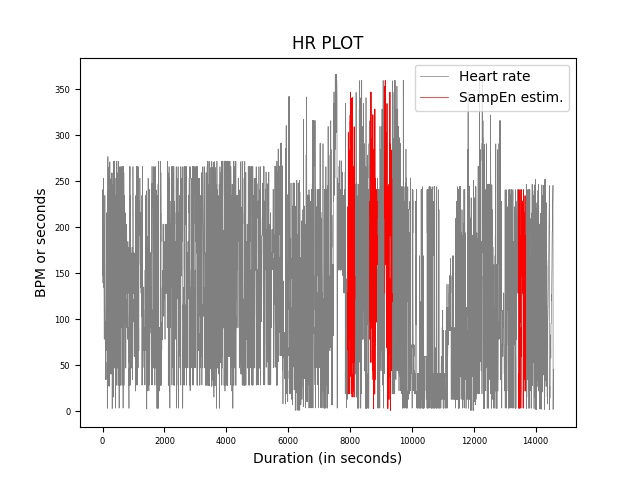 HR PLOT
Heart rate
SampEn estim.
BPM or seconds
350
300
250
200
150
100
50
0
0 2000 4000 6000 8000 10000 12000 14000
Duration (in seconds)